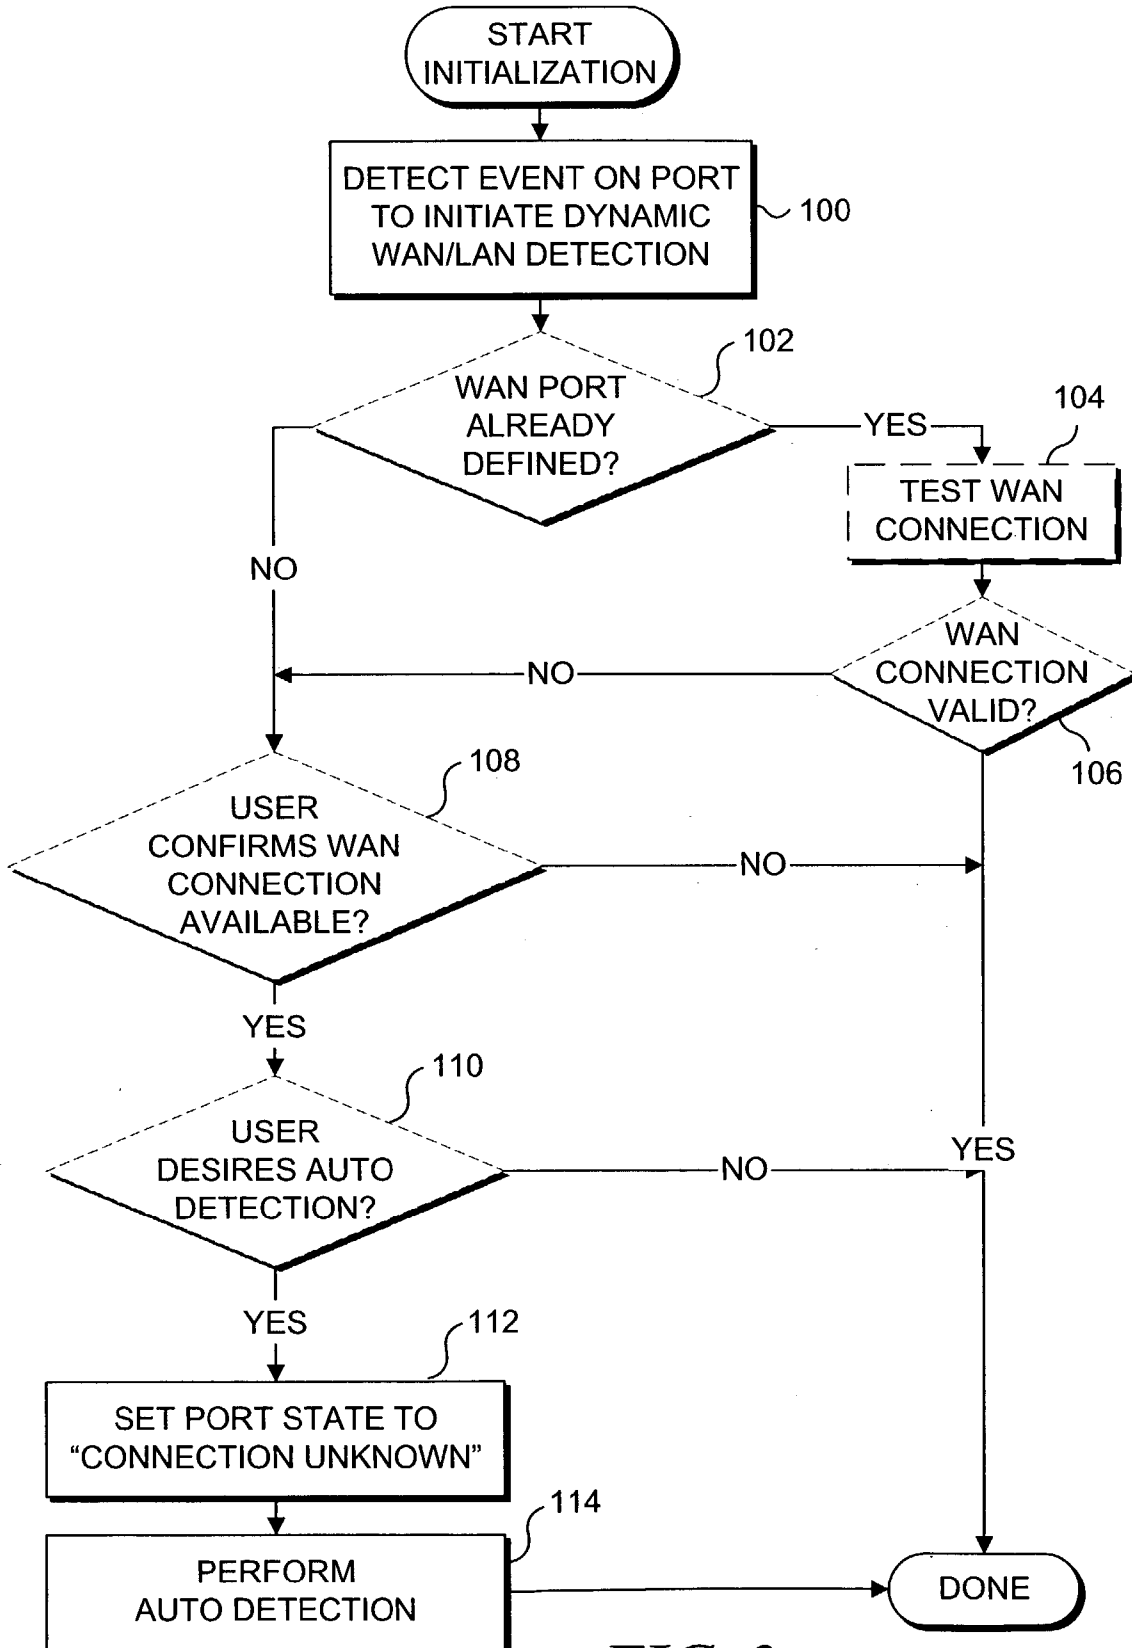 START
INITIALIZATION
DETECT EVENT ON PORT
TO INITIATE DYNAMIC
WAN/LAN DETECTION
100
102
WAN PORT
ALREADY
DEFINED?
YES
104
TEST WAN
CONNECTION
NO
WAN
CONNECTION
VALID?
NO
106
108
USER
CONFIRMS WAN
CONNECTION
AVAILABLE?
NO
YES
110
USER
DESIRES AUTO
DETECTION?
NO
YES
YES
112
SET PORT STATE TO
“CONNECTION UNKNOWN”
114
PERFORM
AUTO DETECTION
DONE